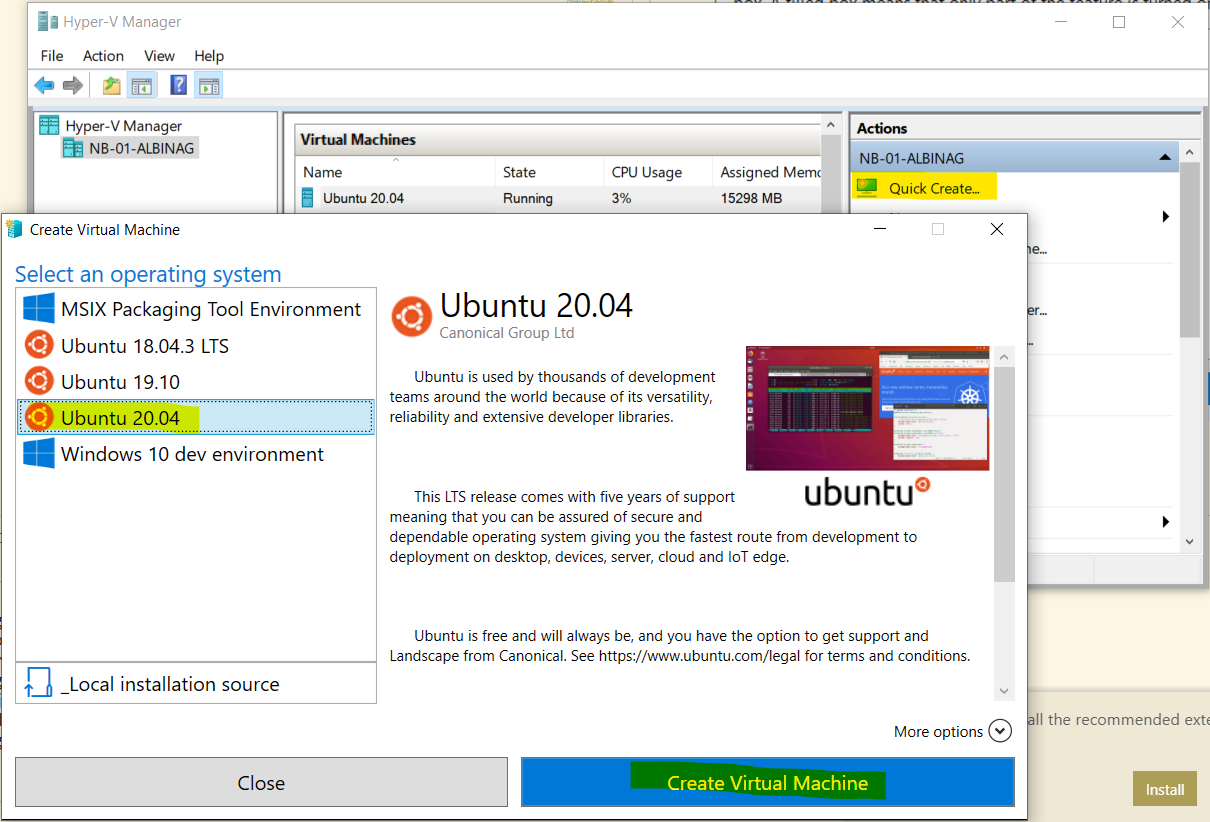 box. A filled box means that only part of the feature is turned on
Hyper-V Manager
File Action View Help
Hyper-V Manager
NB-01-ALBINAG
Virtual Machines
Name State CPU Usage Assigned Memo
Ubuntu 20.04 Running 3% 15298 MB
Actions
NB-01-ALBINAG
Quick Create...
ne...
er...
Create Virtual Machine
Select an operating system
MSIX Packaging Tool Environment
Ubuntu 18.04.3 LTS
Ubuntu 19.10
Ubuntu 20.04
Windows 10 dev environment
_Local installation source
Ubuntu 20.04
Canonical Group Ltd
Ubuntu is used by thousands of development
teams around the world because of its versatility,
reliability and extensive developer libraries.
ubuntu
This LTS release comes with five years of support
meaning that you can be assured of secure and
dependable operating system giving you the fastest route from development to
deployment on desktop, devices, server, cloud and IoT edge.
Ubuntu is free and will always be, and you have the option to get support and
Landscape from Canonical. See https://www.ubuntu.com/legal for terms and conditions.
More options
Close
Create Virtual Machine
all the recommended exte
Install